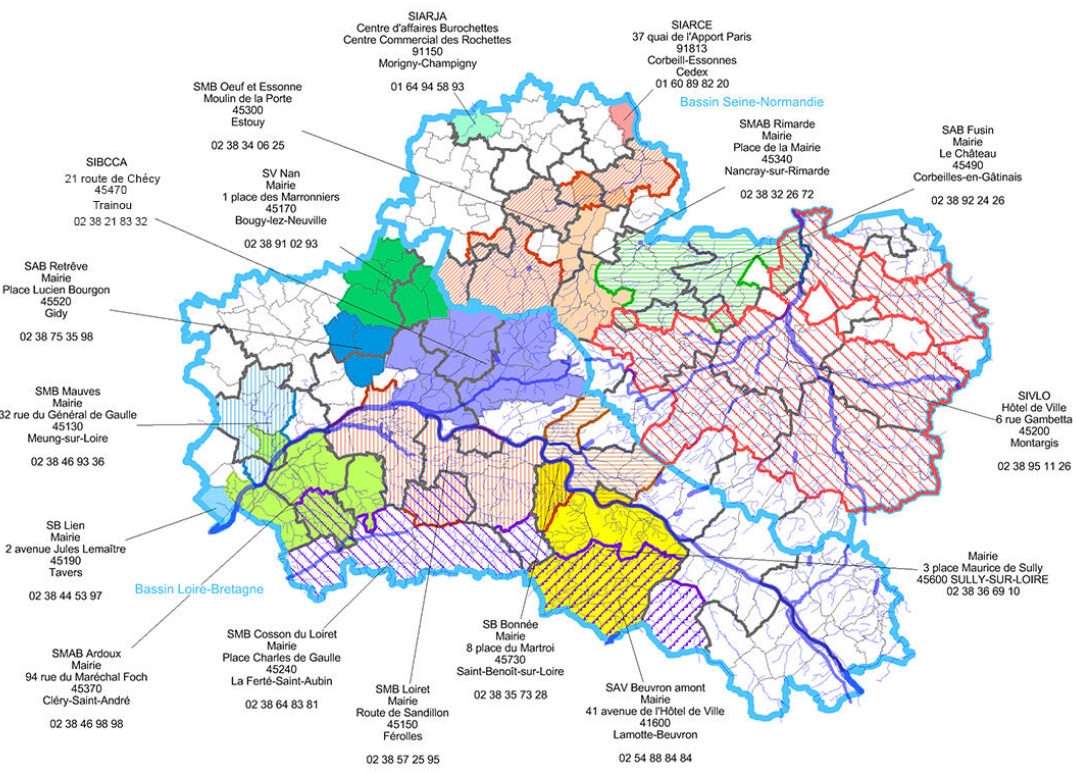 SIARJA
Centre d'affaires Burochettes
Centre Commercial des Rochettes
91150
Morigny-Champigny
01 64 94 58 93
SIARCE
37 quai de l'Apport Paris
91813
Corbeill-Essonnes
Cedex
01 60 89 82 20
Bassin Seine-Normandie
SMB Oeuf et Essonne
Moulin de la Porte
45300
Estouy
02 38 34 06 25
SMAB Rimarde
Mairie
Place de la Mairie
45340
Nancray-sur-Rimarde
02 38 32 26 72
SAB Fusin
Mairie
Le Château
45490
Corbeilles-en-Gâtinais
02 38 92 24 26
SIBCCA
21 route de Chécy
45470
Trainou
02 38 21 83 32
SV Nan
Mairie
1 place des Marronniers
45170
Bougy-lez-Neuville
02 38 91 02 93
SAB Retrêve
Mairie
Place Lucien Bourgon
45520
Gidy
02 38 75 35 98
SMB Mauves
Mairie
32 rue du Général de Gaulle
45130
Meung-sur-Loire
02 38 46 93 36
SIVLO
Hôtel de Ville
6 rue Gambetta
45200
Montargis
02 38 95 11 26
SB Lien
Mairie
2 avenue Jules Lemaître
45190
Tavers
02 38 44 53 97
Bassin Loire-Bretagne
Mairie
3 place Maurice de Sully
45600 SULLY-SUR-LOIRE
02 38 36 69 10
SMAB Ardoux
Mairie
94 rue du Maréchal Foch
45370
Cléry-Saint-André
02 38 46 98 98
SMB Cosson du Loiret
Mairie
Place Charles de Gaulle
45240
La Ferté-Saint-Aubin
02 38 64 83 81
SMB Loiret
Mairie
Route de Sandillon
45150
Férolles
02 38 57 25 95
SB Bonnée
Mairie
8 place du Martroi
45730
Saint-Benoît-sur-Loire
02 38 35 73 28
SAV Beuvron amont
Mairie
41 avenue de l'Hôtel de Ville
41600
Lamotte-Beuvron
02 54 88 84 84